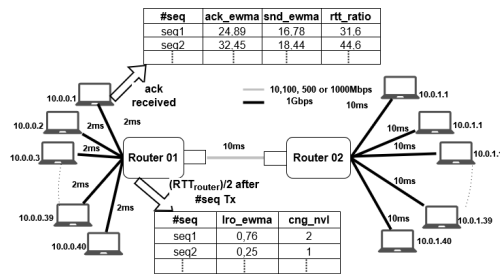 #seq ack_ewma snd_ewma rtt_ratio
seq1 24,89 16,78 31.6
seq2 32,45 18,44 44.6
10.0.0.1
ack
received
10,100, 500 or 1000Mbps
1Gbps
10.0.1.1
10.0.0.2
2ms
2ms
10ms
10.0.1.1
10.0.0.3
2ms
Router 01
10ms
Router 02
10ms
10ms
2ms
(RTTrouter)/2 after
#seq Tx
10ms
10.0.0.39
2ms
10.0.1.39
#seq lro_ewma cng_nvl
seq1 0,76 2
seq2 0,25 1
10ms
10.0.0.40
10.1.40